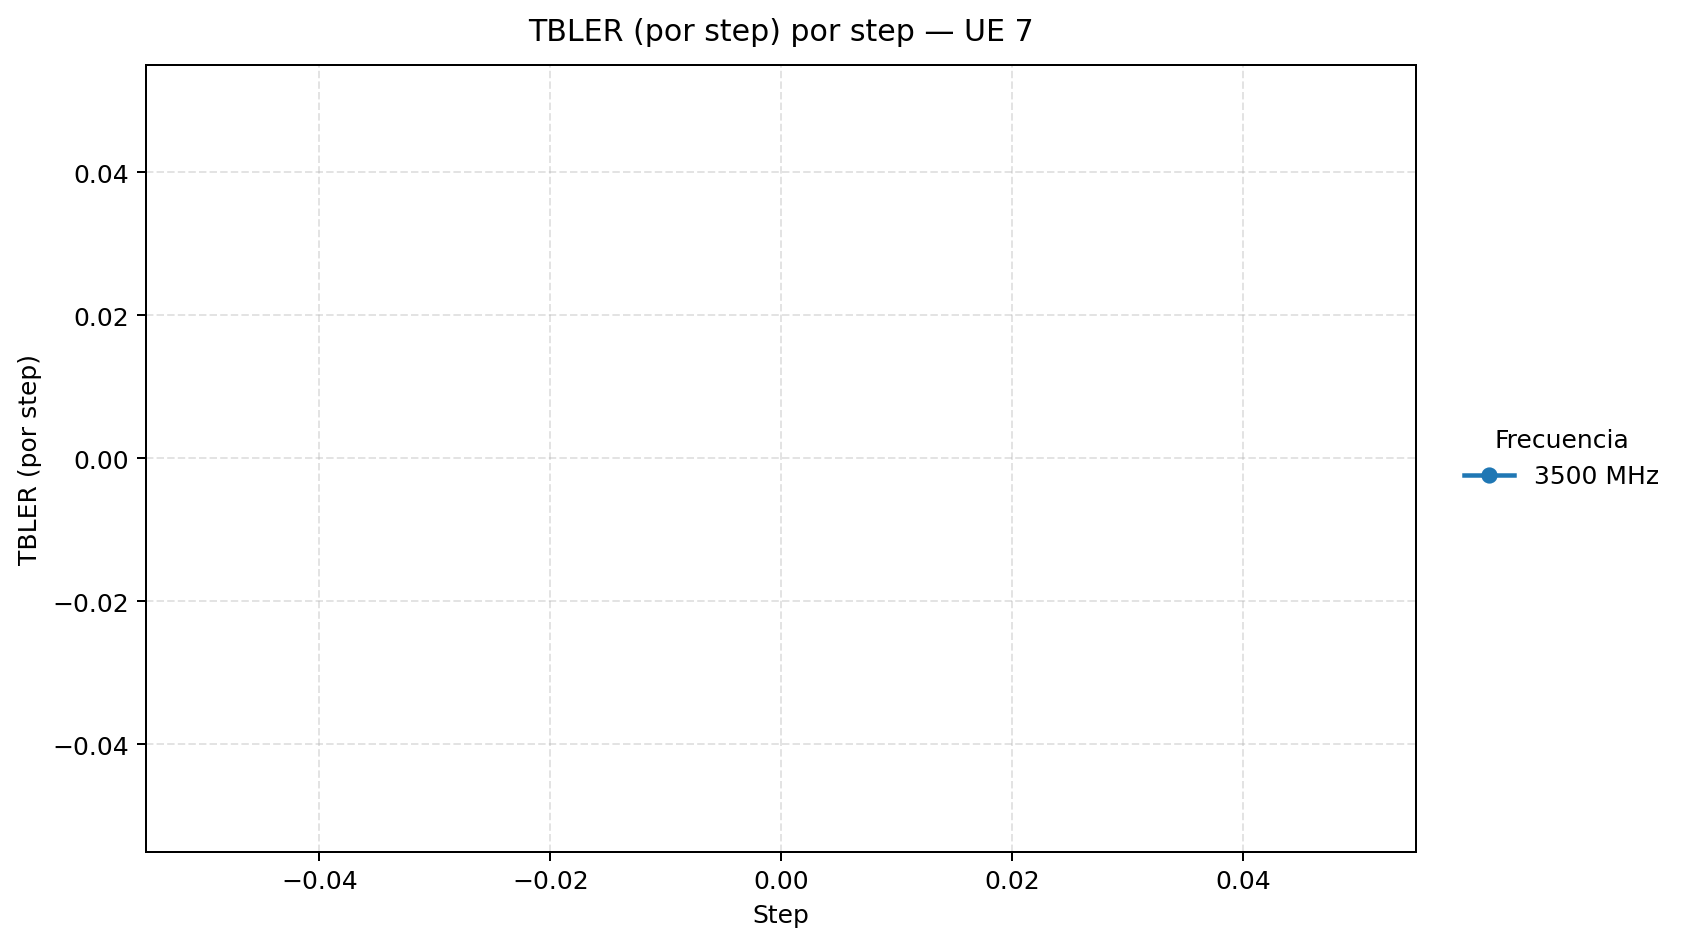 TBLER (por step) por step — UE 7
TBLER (por step)
0.04
0.02
0.00
−0.02
−0.04
−0.04
−0.02
0.00
0.02
0.04
Step
Frecuencia
3500 MHz